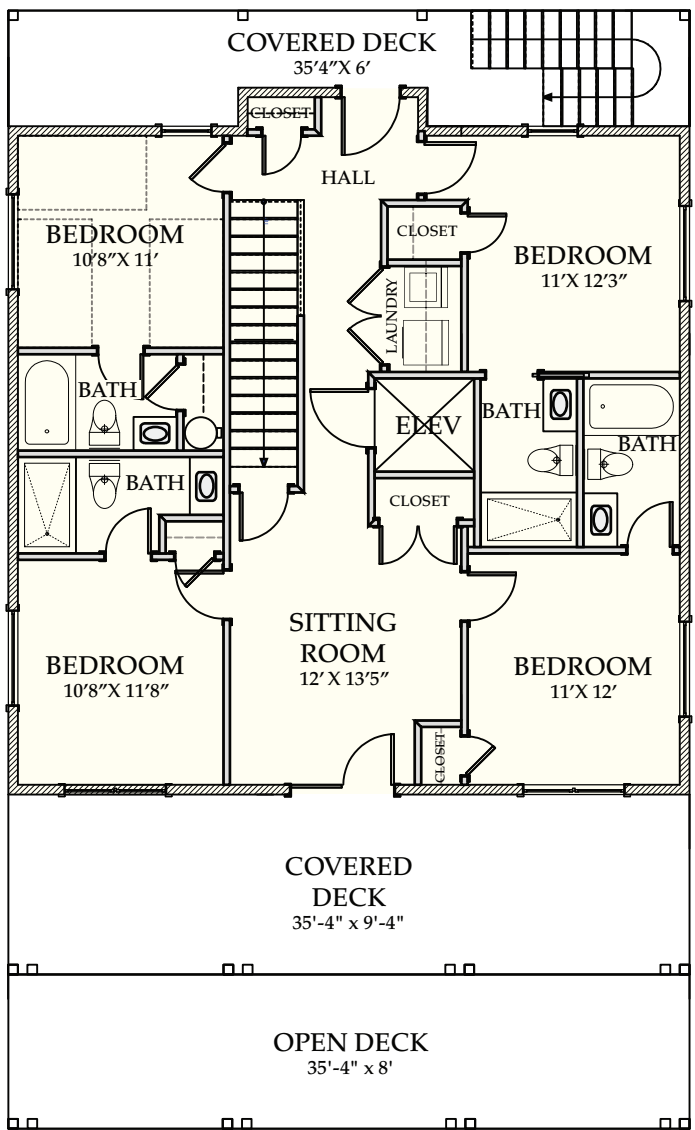 COVERED DECK
35'4"X 6'
CLOSET
HALL
BEDROOM
10'8"X 11'
CLOSET
BEDROOM
11'X 12'3"
LAUNDRY
BATH
ELEV
BATH
BATH
BATH
CLOSET
SITTING
ROOM
12' X 13'5"
BEDROOM
10'8"X 11'8"
BEDROOM
11'X 12'
CLOSET
COVERED
DECK
35'-4" x 9'-4"
OPEN DECK
35'-4" x 8'